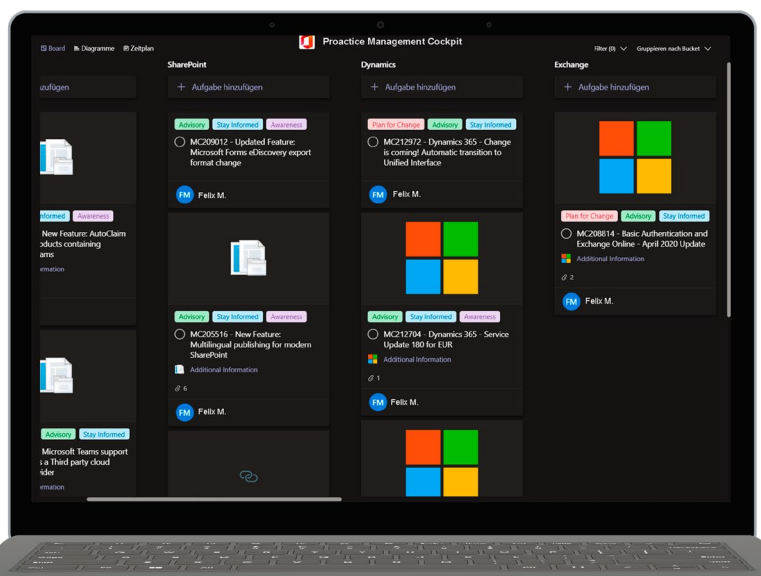 Proactice Management Cockpit
Board
Diagramme
Zeitplan
Filter (0)
Gruppieren nach Bucket
zufügen
nformed Awareness
New Feature: AutoClaim
oducts containing
ams
ormation
Advisory Stay Informed
Microsoft Teams support
s a Third party cloud
ider
ormation
SharePoint
+ Aufgabe hinzufügen
Advisory Stay Informed Awareness
MC209012 - Updated Feature:
Microsoft Forms eDiscovery export
format change
FM Felix M.
Advisory Stay Informed Awareness
MC205516 - New Feature:
Multilingual publishing for modern
SharePoint
Additional Information
6
FM Felix M.
Dynamics
+ Aufgabe hinzufügen
Plan for Change Advisory Stay Informed
MC212972 - Dynamics 365 - Change
is coming! Automatic transition to
Unified Interface
FM Felix M.
Advisory Stay Informed Awareness
MC212704 - Dynamics 365 - Service
Update 180 for EUR
Additional Information
1
FM Felix M.
Exchange
+ Aufgabe hinzufügen
Plan for Change Advisory Stay Informed
MC208814 - Basic Authentication and
Exchange Online - April 2020 Update
Additional Information
2
FM Felix M.